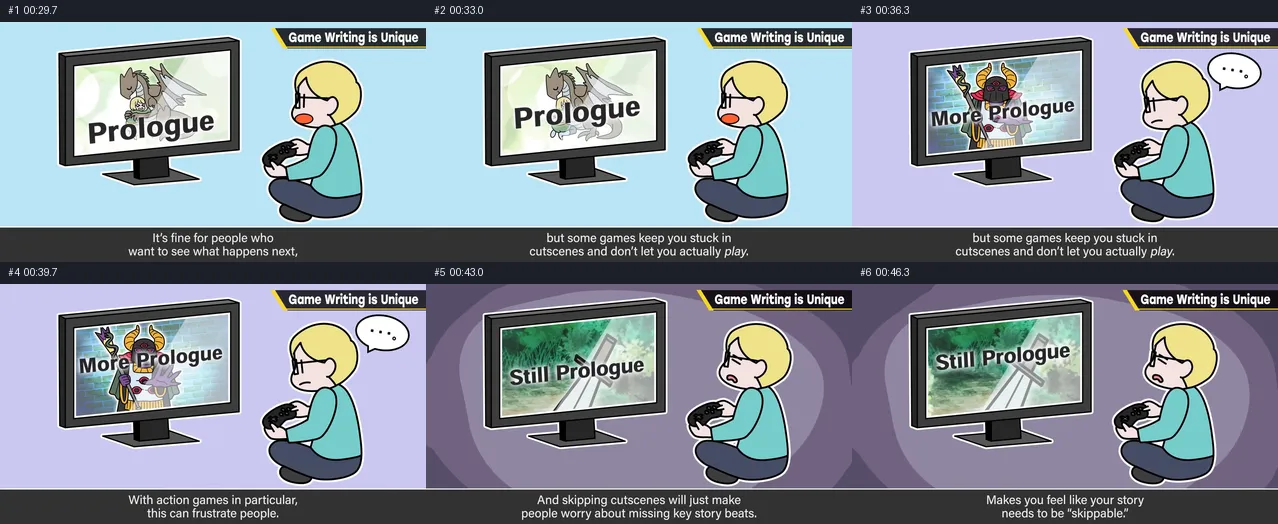 #1 00:29.7
Game Writing is Unique
Prologue
It's fine for people who
want to see what happens next,
#2 00:33.0
Game Writing is Unique
Prologue
but some games keep you stuck in
cutscenes and don't let you actually play.
#3 00:36.3
Game Writing is Unique
....
More Prologue
but some games keep you stuck in
cutscenes and don't let you actually play.
#4 00:39.7
Game Writing is Unique
....
More Prologue
With action games in particular,
this can frustrate people.
#5 00:43.0
Game Writing is Unique
Still Prologue
And skipping cutscenes will just make
people worry about missing key story beats.
#6 00:46.3
Game Writing is Unique
Still Prologue
Makes you feel like your story
needs to be “skippable.”